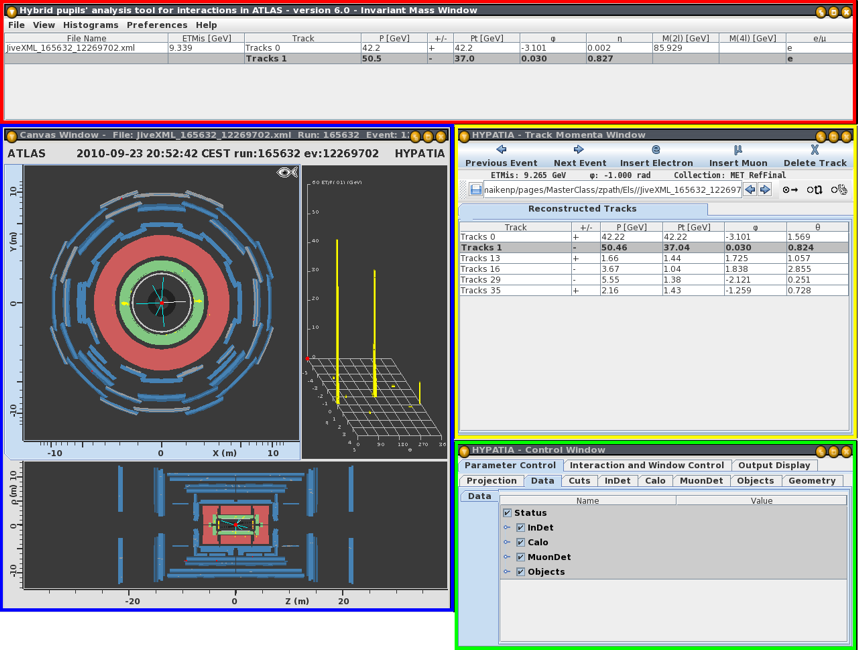 Hybrid pupils' analysis tool for interactions in ATLAS - version 6.0 - Invariant Mass Window
File View Histograms Preferences Help
File Name ETMis [GeV] Track P [GeV] +/- Pt [GeV] φ η M(2l) [GeV] M(4l) [GeV] e/μ
JiveXML_165632_12269702.xml 9.339 Tracks 0 42.2 + 42.2 -3.101 0.002 85.929 e
Tracks 1 50.5 - 37.0 0.030 0.827 e
Canvas Window - File: JiveXML_165632_12269702.xml Run: 165632 Event: 1
ATLAS 2010-09-23 20:52:42 CEST run:165632 ev:12269702 HYPATIA
10
Y (m)
0
-10
-10 0 X (m) 10
50
40
30
20
10
0
0 90 180 270
10
ρ (m)
0
-10
-20 0 Z (m) 20
HYPATIA - Track Momenta Window
Previous Event Next Event Insert Electron Insert Muon Delete Track
ETMis: 9.265 GeV φ: -1.000 rad Collection: MET RefFinal
naikenp/pages/MasterClass/zpath/Els//JiveXML_165632_122697
Reconstructed Tracks
Track +/- P [GeV] Pt [GeV] φ θ
Tracks 0 + 42.22 42.22 -3.101 1.569
Tracks 1 - 50.46 37.04 0.030 0.824
Tracks 13 + 1.66 1.44 1.725 1.057
Tracks 16 - 3.67 1.04 1.838 2.855
Tracks 29 - 5.55 1.38 -2.121 0.251
Tracks 35 + 2.16 1.43 -1.259 0.728
HYPATIA - Control Window
Parameter Control Interaction and Window Control Output Display
Projection Data Cuts InDet Calo MuonDet Objects Geometry
Data
Name Value
Status
InDet
Calo
MuonDet
Objects